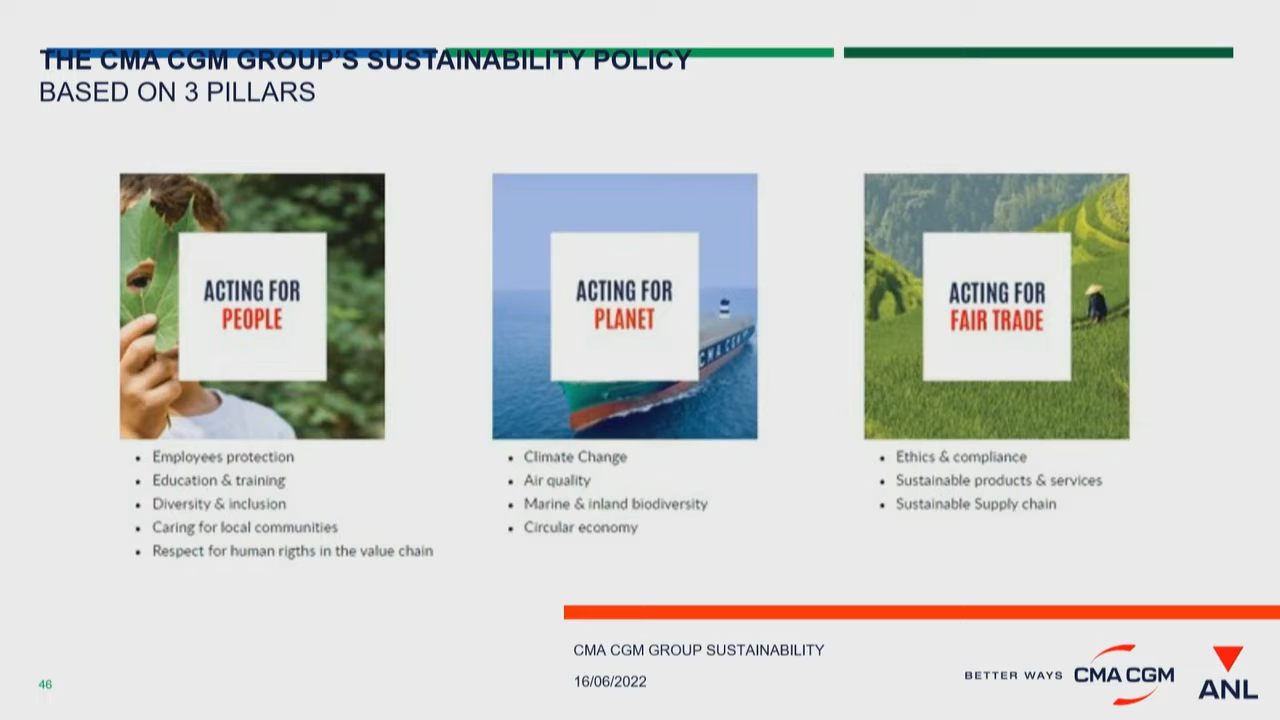 THE CMA CGM GROUP'S SUSTAINABILITY POLICY
BASED ON 3 PILLARS
ACTING FOR
PEOPLE
ACTING FOR
PLANET
ACTING FOR
FAIR TRADE
CMA CGM
• Employees protection
• Education & training
• Diversity & inclusion
• Caring for local communities
• Respect for human rigths in the value chain
• Climate Change
• Air quality
• Marine & inland biodiversity
• Circular economy
• Ethics & compliance
• Sustainable products & services
• Sustainable Supply chain
CMA CGM GROUP SUSTAINABILITY
16/06/2022
46
BETTER WAYS
CMA CGM
ANL